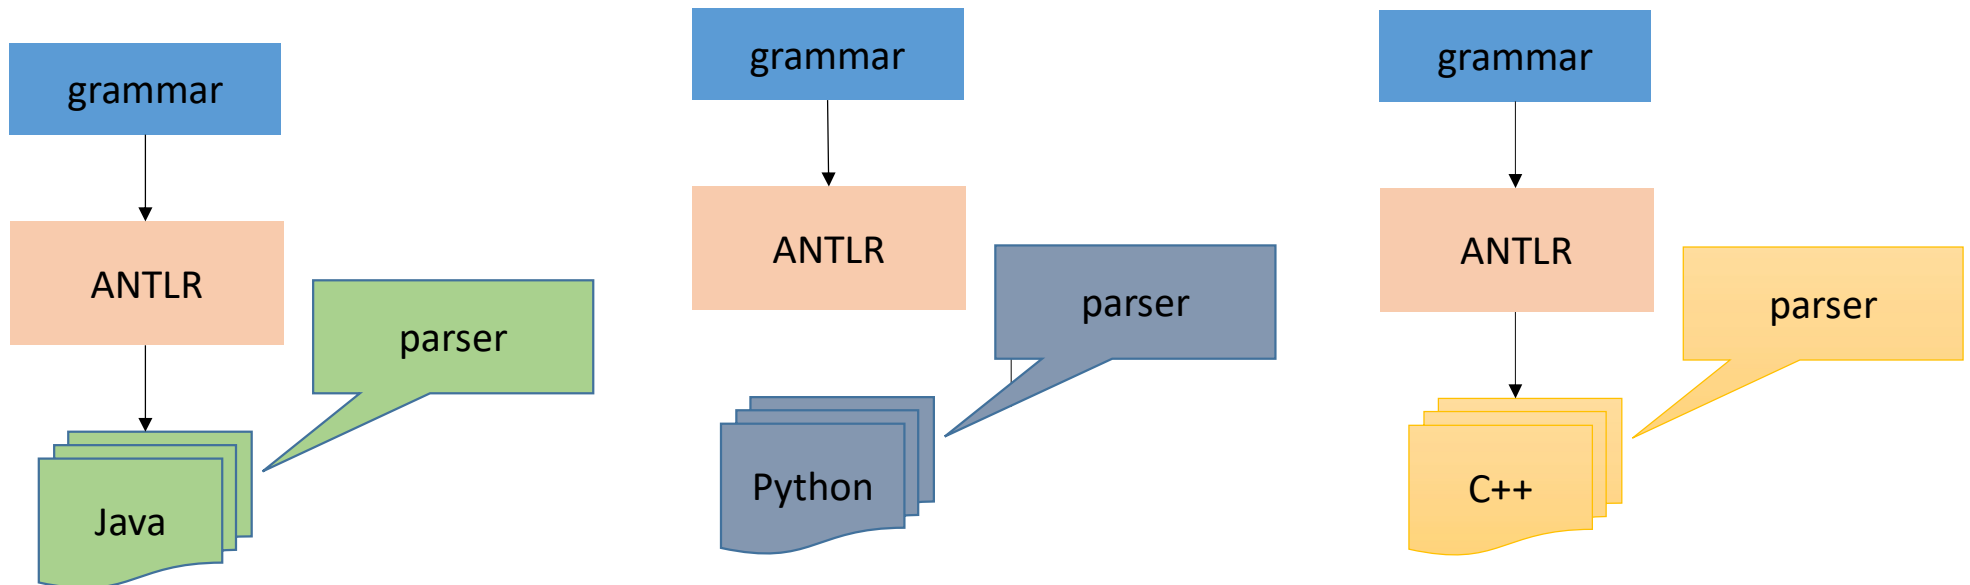 grammar
ANTLR
parser
Java
grammar
ANTLR
parser
Python
grammar
ANTLR
parser
C++